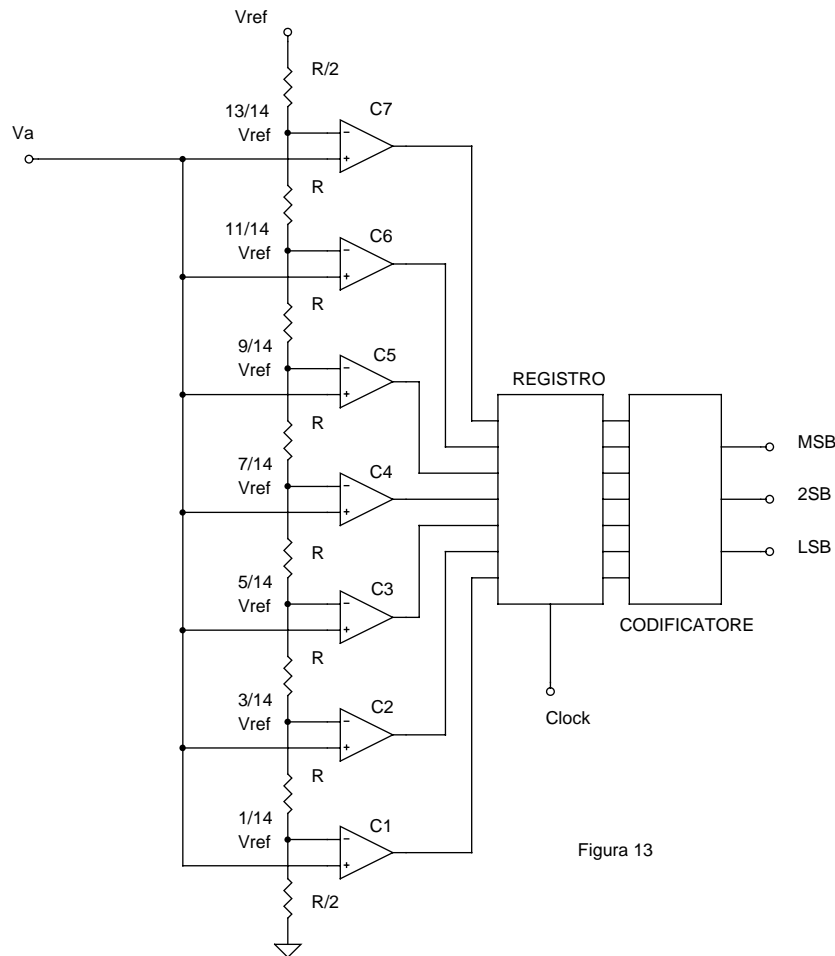 Vref
R/2
13/14
Vref
C7
Va
-
+
R
11/14
Vref
C6
-
+
R
9/14
Vref
C5
-
+
REGISTRO
R
MSB
7/14
Vref
C4
-
+
2SB
R
LSB
5/14
Vref
C3
-
+
CODIFICATORE
R
3/14
Vref
C2
-
+
Clock
R
1/14
Vref
C1
-
+
Figura 13
R/2